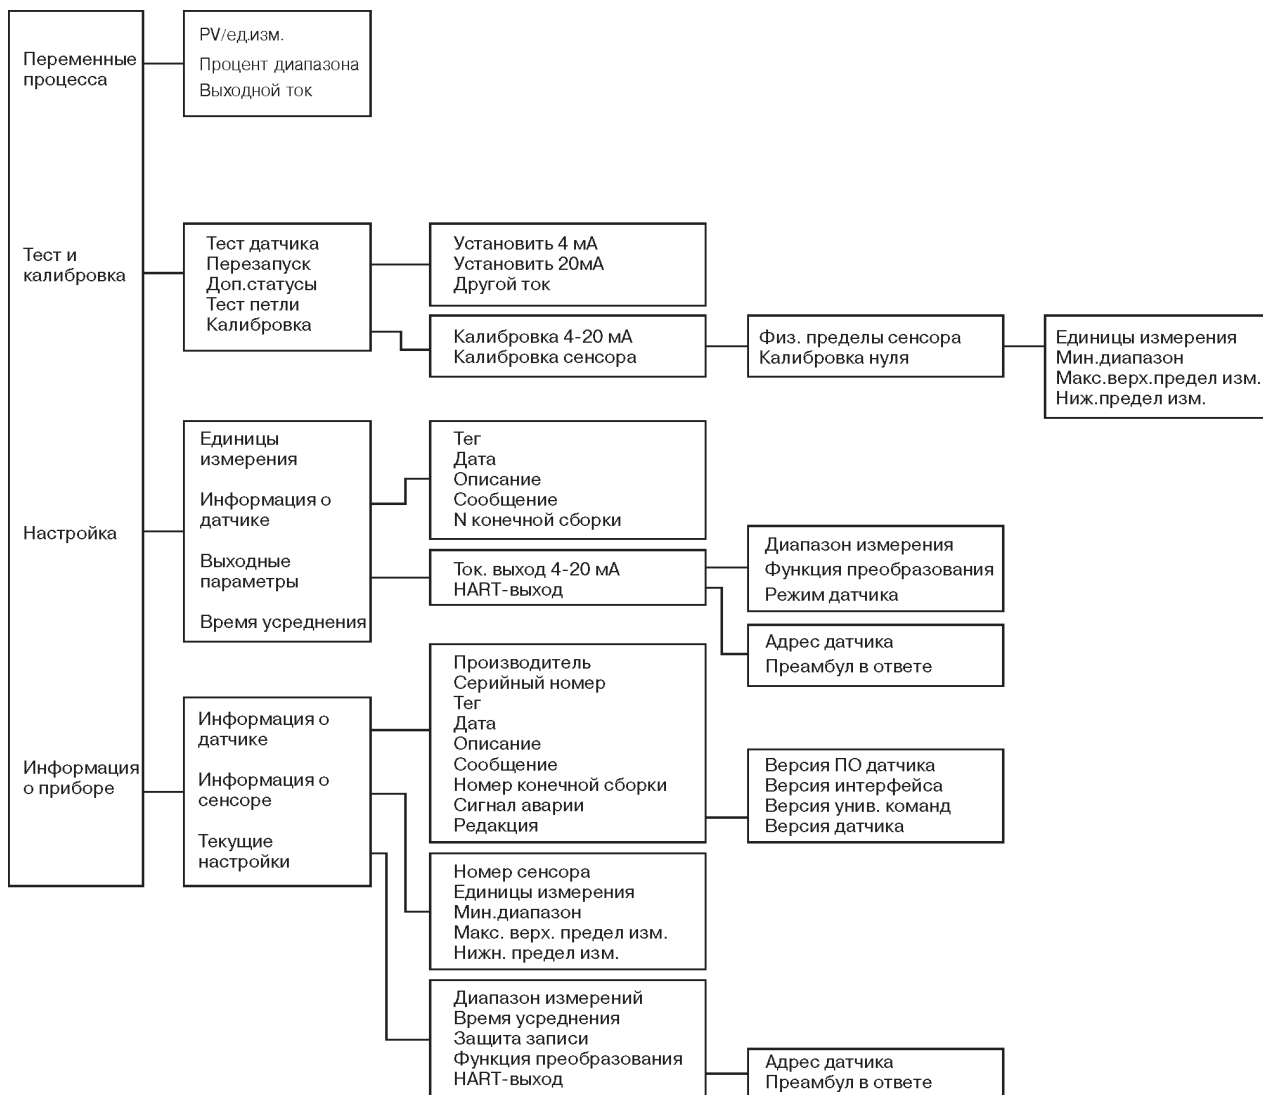 Переменные
процесса
PV/ед.изм.
Процент диапазона
Выходной ток
Тест и
калибровка
Тест датчика
Перезапуск
Доп.статусы
Тест петли
Калибровка
Установить 4 мА
Установить 20мА
Другой ток
Калибровка 4-20 мА
Калибровка сенсора
Физ. пределы сенсора
Калибровка нуля
Единицы измерения
Мин.диапазон
Макс.верх.предел изм.
Ниж.предел изм.
Настройка
Единицы
измерения
Информация о
датчике
Выходные
параметры
Время усреднения
Тег
Дата
Описание
Сообщение
N конечной сборки
Ток. выход 4-20 мА
HART-выход
Диапазон измерения
Функция преобразования
Режим датчика
Адрес датчика
Преамбул в ответе
Информация
о приборе
Информация о
датчике
Информация о
сенсоре
Текущие
настройки
Производитель
Серийный номер
Тег
Дата
Описание
Сообщение
Номер конечной сборки
Сигнал аварии
Редакция
Версия ПО датчика
Версия интерфейса
Версия унив. команд
Версия датчика
Номер сенсора
Единицы измерения
Мин.диапазон
Макс. верх. предел изм.
Нижн. предел изм.
Диапазон измерений
Время усреднения
Защита записи
Функция преобразования
HART-выход
Адрес датчика
Преамбул в ответе